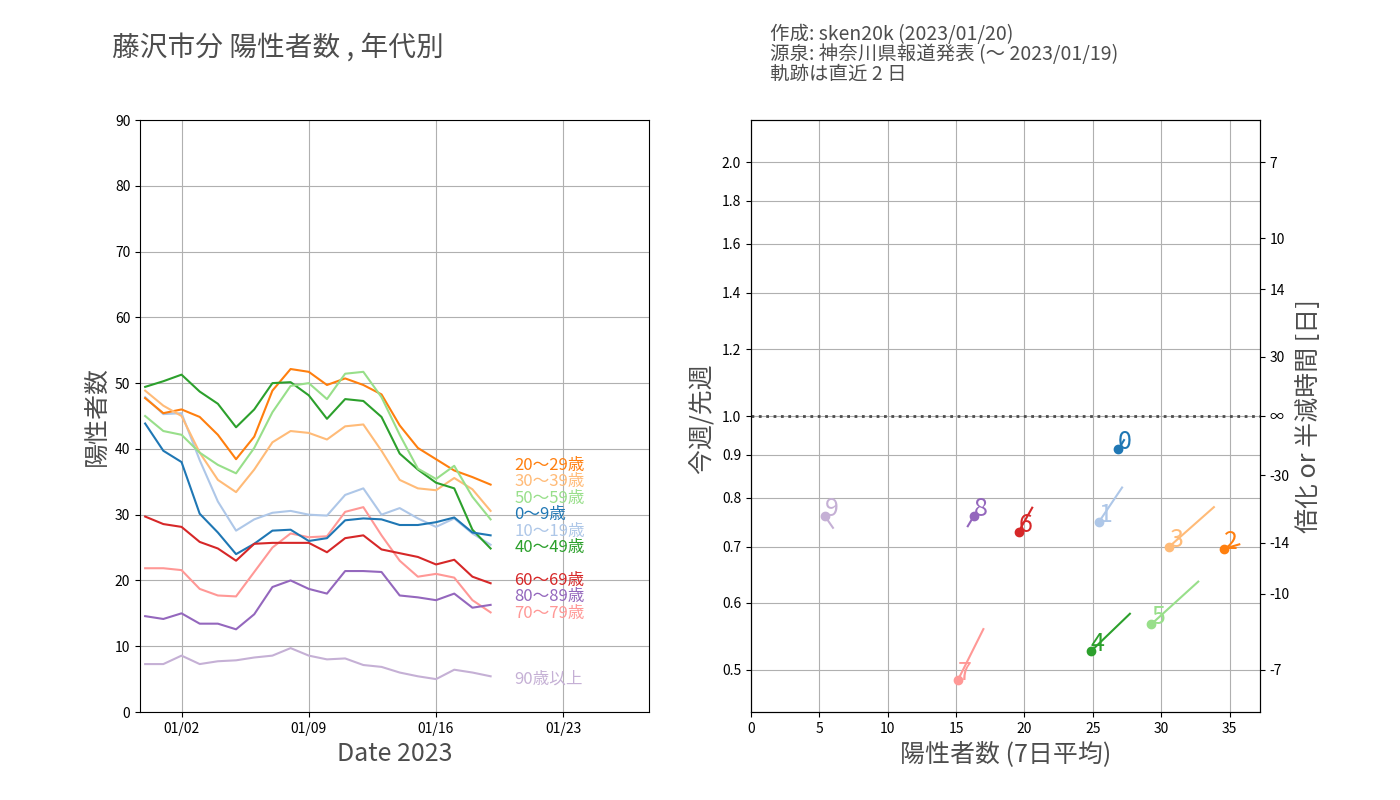 藤沢市分 陽性者数 , 年代別
作成: sken20k (2023/01/20)
源泉: 神奈川県報道発表 (～ 2023/01/19)
軌跡は直近 2 日
陽性者数
90
80
70
60
50
40
30
20
10
0
20～29歳
30～39歳
50～59歳
0～9歳
10～19歳
40～49歳
60～69歳
80～89歳
70～79歳
90歳以上
01/02 01/09 01/16 01/23
Date 2023
今週/先週
2.0
1.8
1.6
1.4
1.2
1.0
0.9
0.8
0.7
0.6
0.5
0
9
8
1
6
3
2
5
4
7
7
10
14
30
∞
-30
-14
-10
-7
倍化 or 半減時間 [日]
0 5 10 15 20 25 30 35
陽性者数 (7日平均)